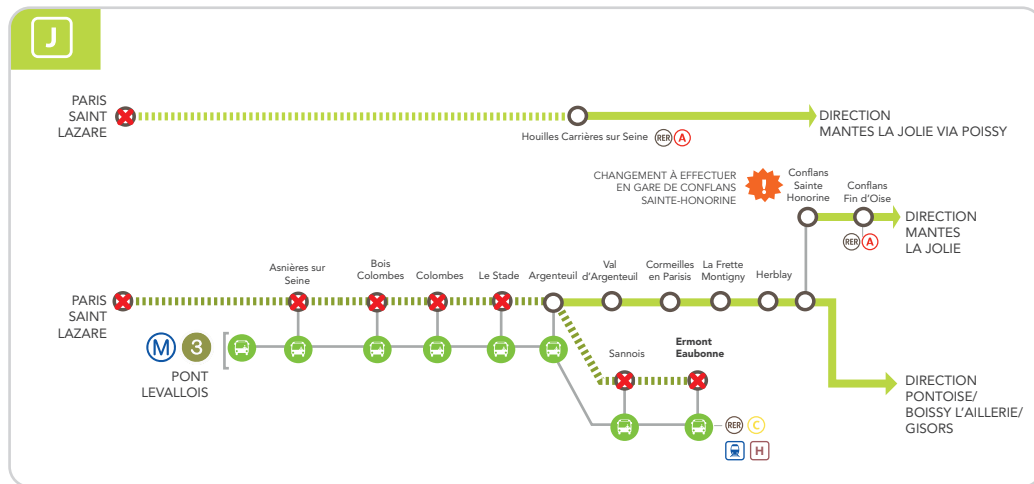 J
PARIS
SAINT
LAZARE
Houilles Carrières sur Seine RER A
DIRECTION
MANTES LA JOLIE VIA POISSY
CHANGEMENT À EFFECTUER
EN GARE DE CONFLANS
SAINTE-HONORINE
!
Conflans
Sainte
Honorine
Conflans
Fin d'Oise
RER A
DIRECTION
MANTES
LA JOLIE
PARIS
SAINT
LAZARE
Asnières sur
Seine
Bois
Colombes
Colombes
Le Stade
Argenteuil
Val
d'Argenteuil
Cormeilles
en Parisis
La Frette
Montigny
Herblay
M 3
PONT
LEVALLOIS
Sannois
Ermont
Eaubonne
RER C
H
DIRECTION
PONTOISE/
BOISSY L'AILLERIE/
GISORS